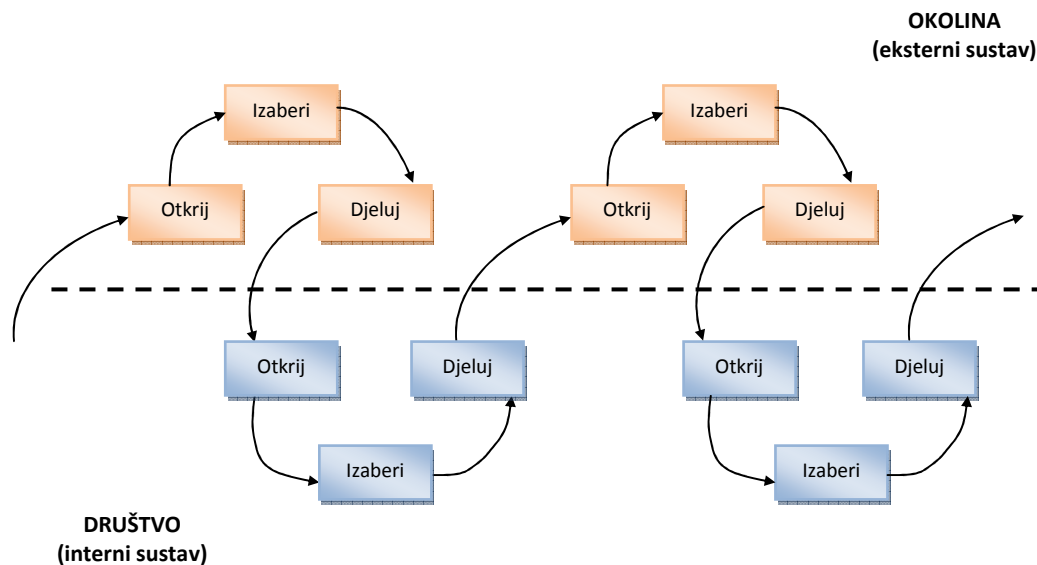 OKOLINA
(eksterni sustav)
Izaberi
Izaberi
Otkrij
Djeluj
Otkrij
Djeluj
Otkrij
Djeluj
Otkrij
Djeluj
Izaberi
Izaberi
DRUŠTVO
(interni sustav)